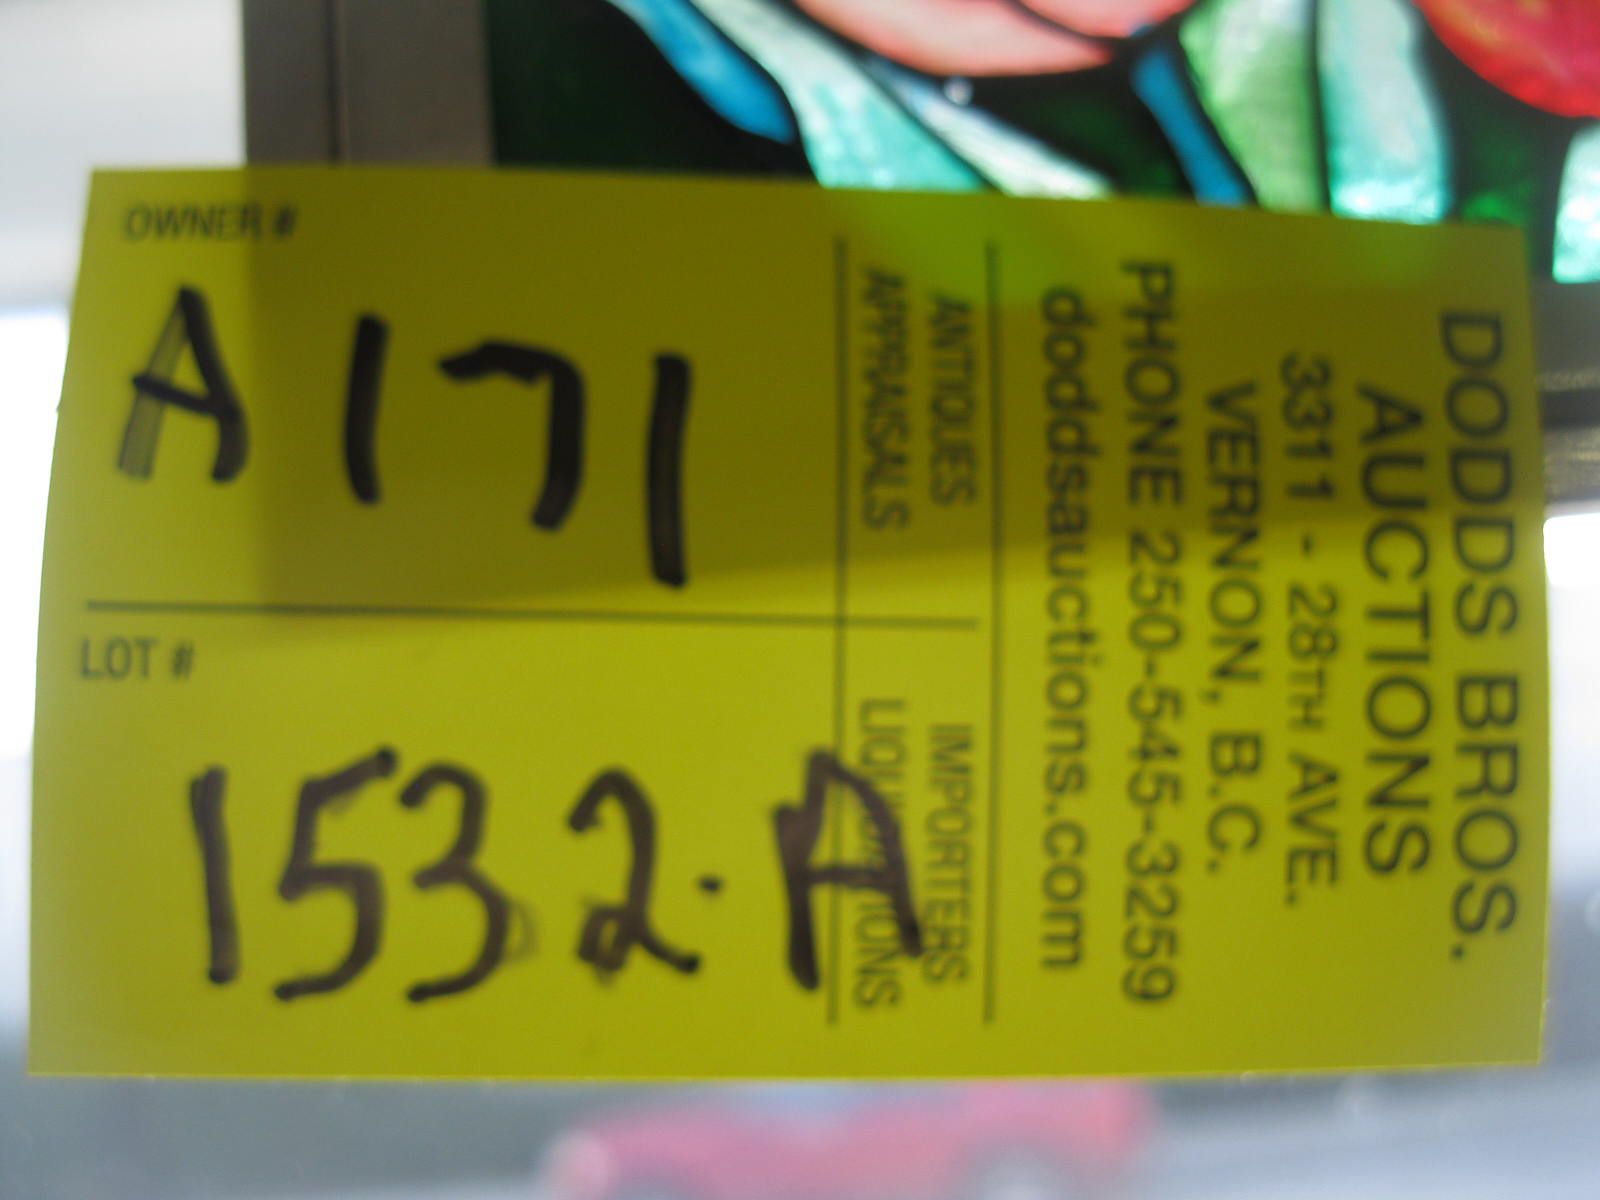 DODDS BROS.
AUCTIONS
3311 - 28TH AVE.
VERNON, B.C.
PHONE 250-545-3259
doddsauctions.com
ANTIQUES IMPORTERS
APPRAISALS LIQUIDATIONS
OWNER #
A171
LOT #
1532-A